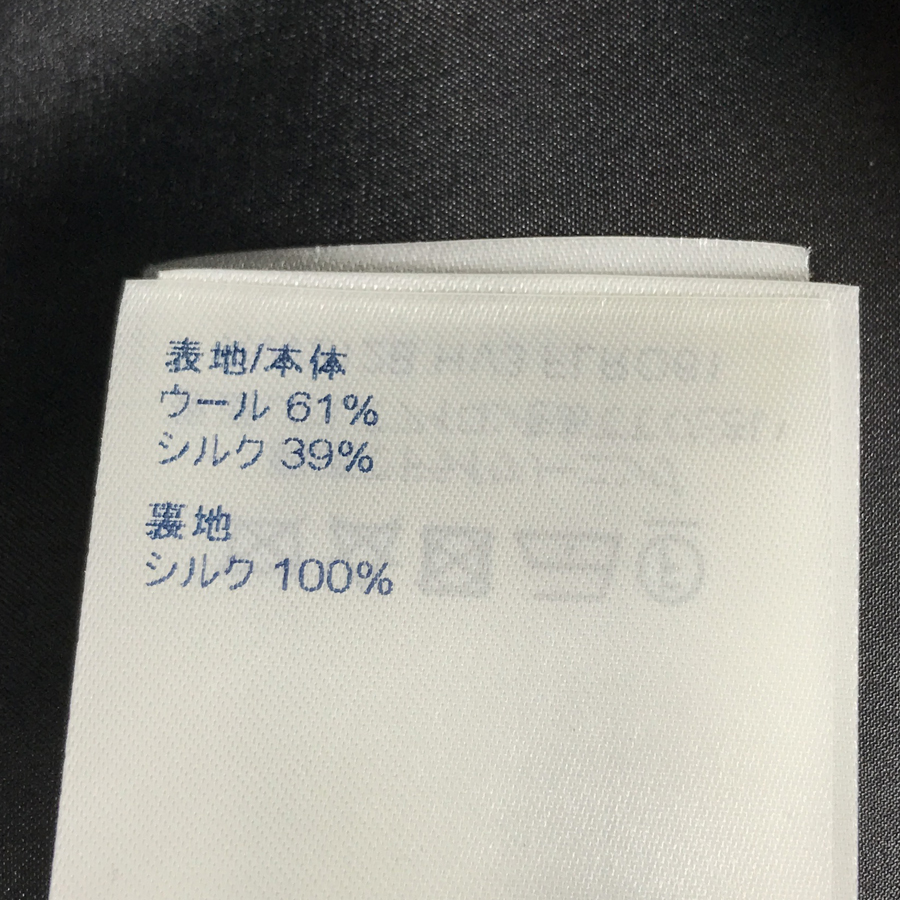 表地/本体
ウール 61%
シルク 39%
裏地
シルク 100%